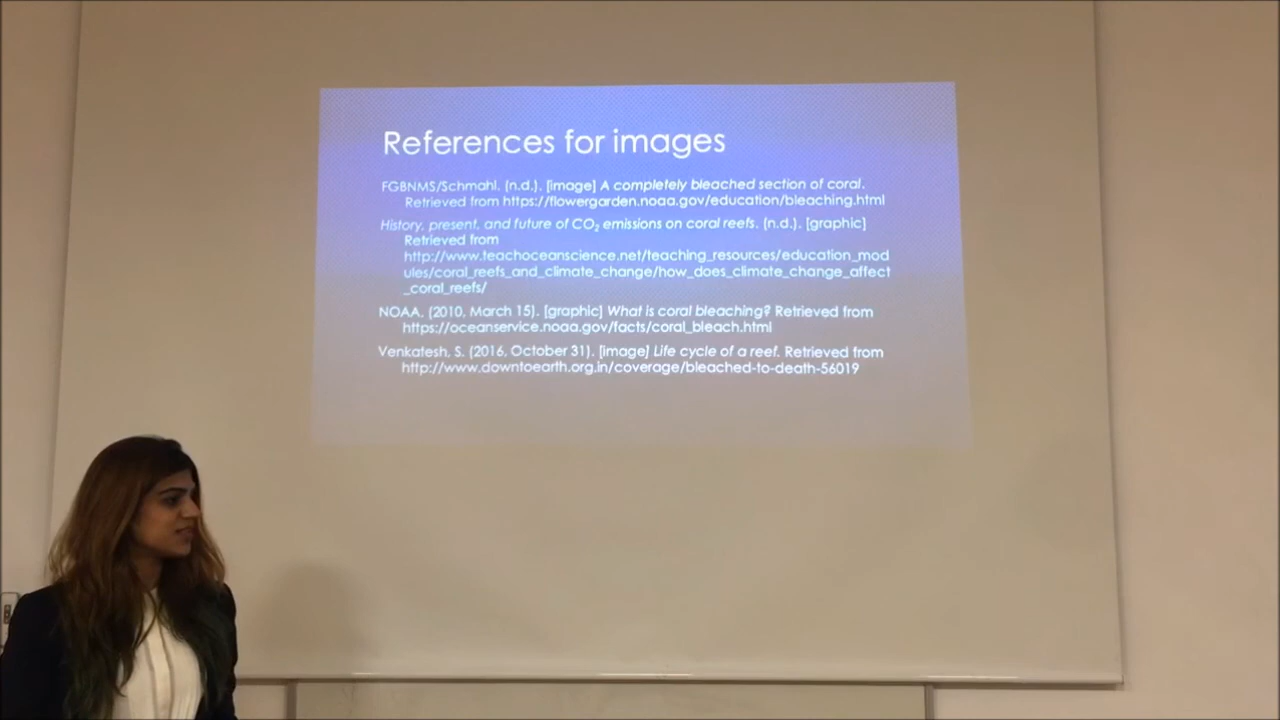 References for images
FGBNMS/Schmahl. (n.d.). [image] A completely bleached section of coral.
Retrieved from https://flowergarden.noaa.gov/education/bleaching.html
History, present, and future of CO₂ emissions on coral reefs. (n.d.). [graphic]
Retrieved from
http://www.teachoceanscience.net/teaching_resources/education_mod
ules/coral_reefs_and_climate_change/how_does_climate_change_affect
_coral_reefs/
NOAA. (2010, March 15). [graphic] What is coral bleaching? Retrieved from
https://oceanservice.noaa.gov/facts/coral_bleach.html
Venkatesh, S. (2016, October 31). [image] Life cycle of a reef. Retrieved from
http://www.downtoearth.org.in/coverage/bleached-to-death-56019